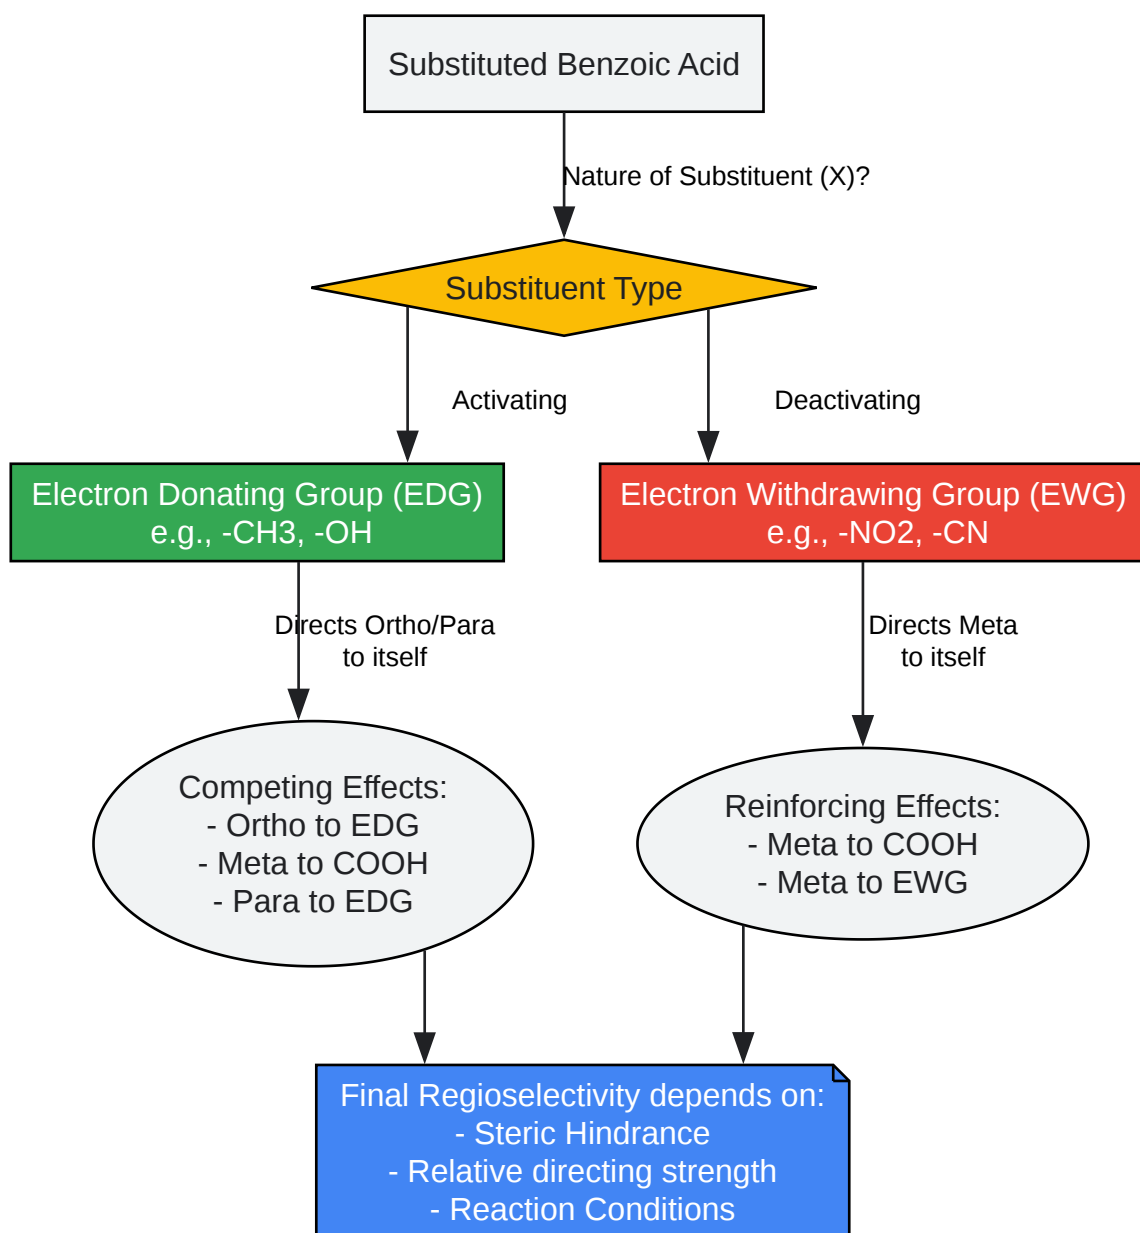 Substituted Benzoic Acid
Nature of Substituent (X)?
Substituent Type
Activating
Deactivating
Electron Donating Group (EDG)
e.g., -CH3, -OH
Electron Withdrawing Group (EWG)
e.g., -NO2, -CN
Directs Ortho/Para
to itself
Directs Meta
to itself
Competing Effects:
- Ortho to EDG
- Meta to COOH
- Para to EDG
Reinforcing Effects:
- Meta to COOH
- Meta to EWG
Final Regioselectivity depends on:
- Steric Hindrance
- Relative directing strength
- Reaction Conditions